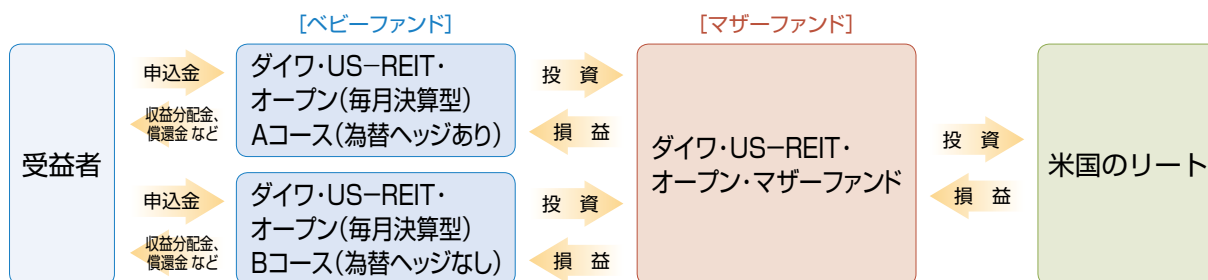 [ベビーファンド]
[マザーファンド]
受益者
申込金
収益分配金、
償還金 など
ダイワ・US−REIT・
オープン(毎月決算型)
Aコース(為替ヘッジあり)
投 資
損 益
申込金
収益分配金、
償還金 など
ダイワ・US−REIT・
オープン(毎月決算型)
Bコース(為替ヘッジなし)
投 資
損 益
ダイワ・US−REIT・
オープン・マザーファンド
投 資
損 益
米国のリート